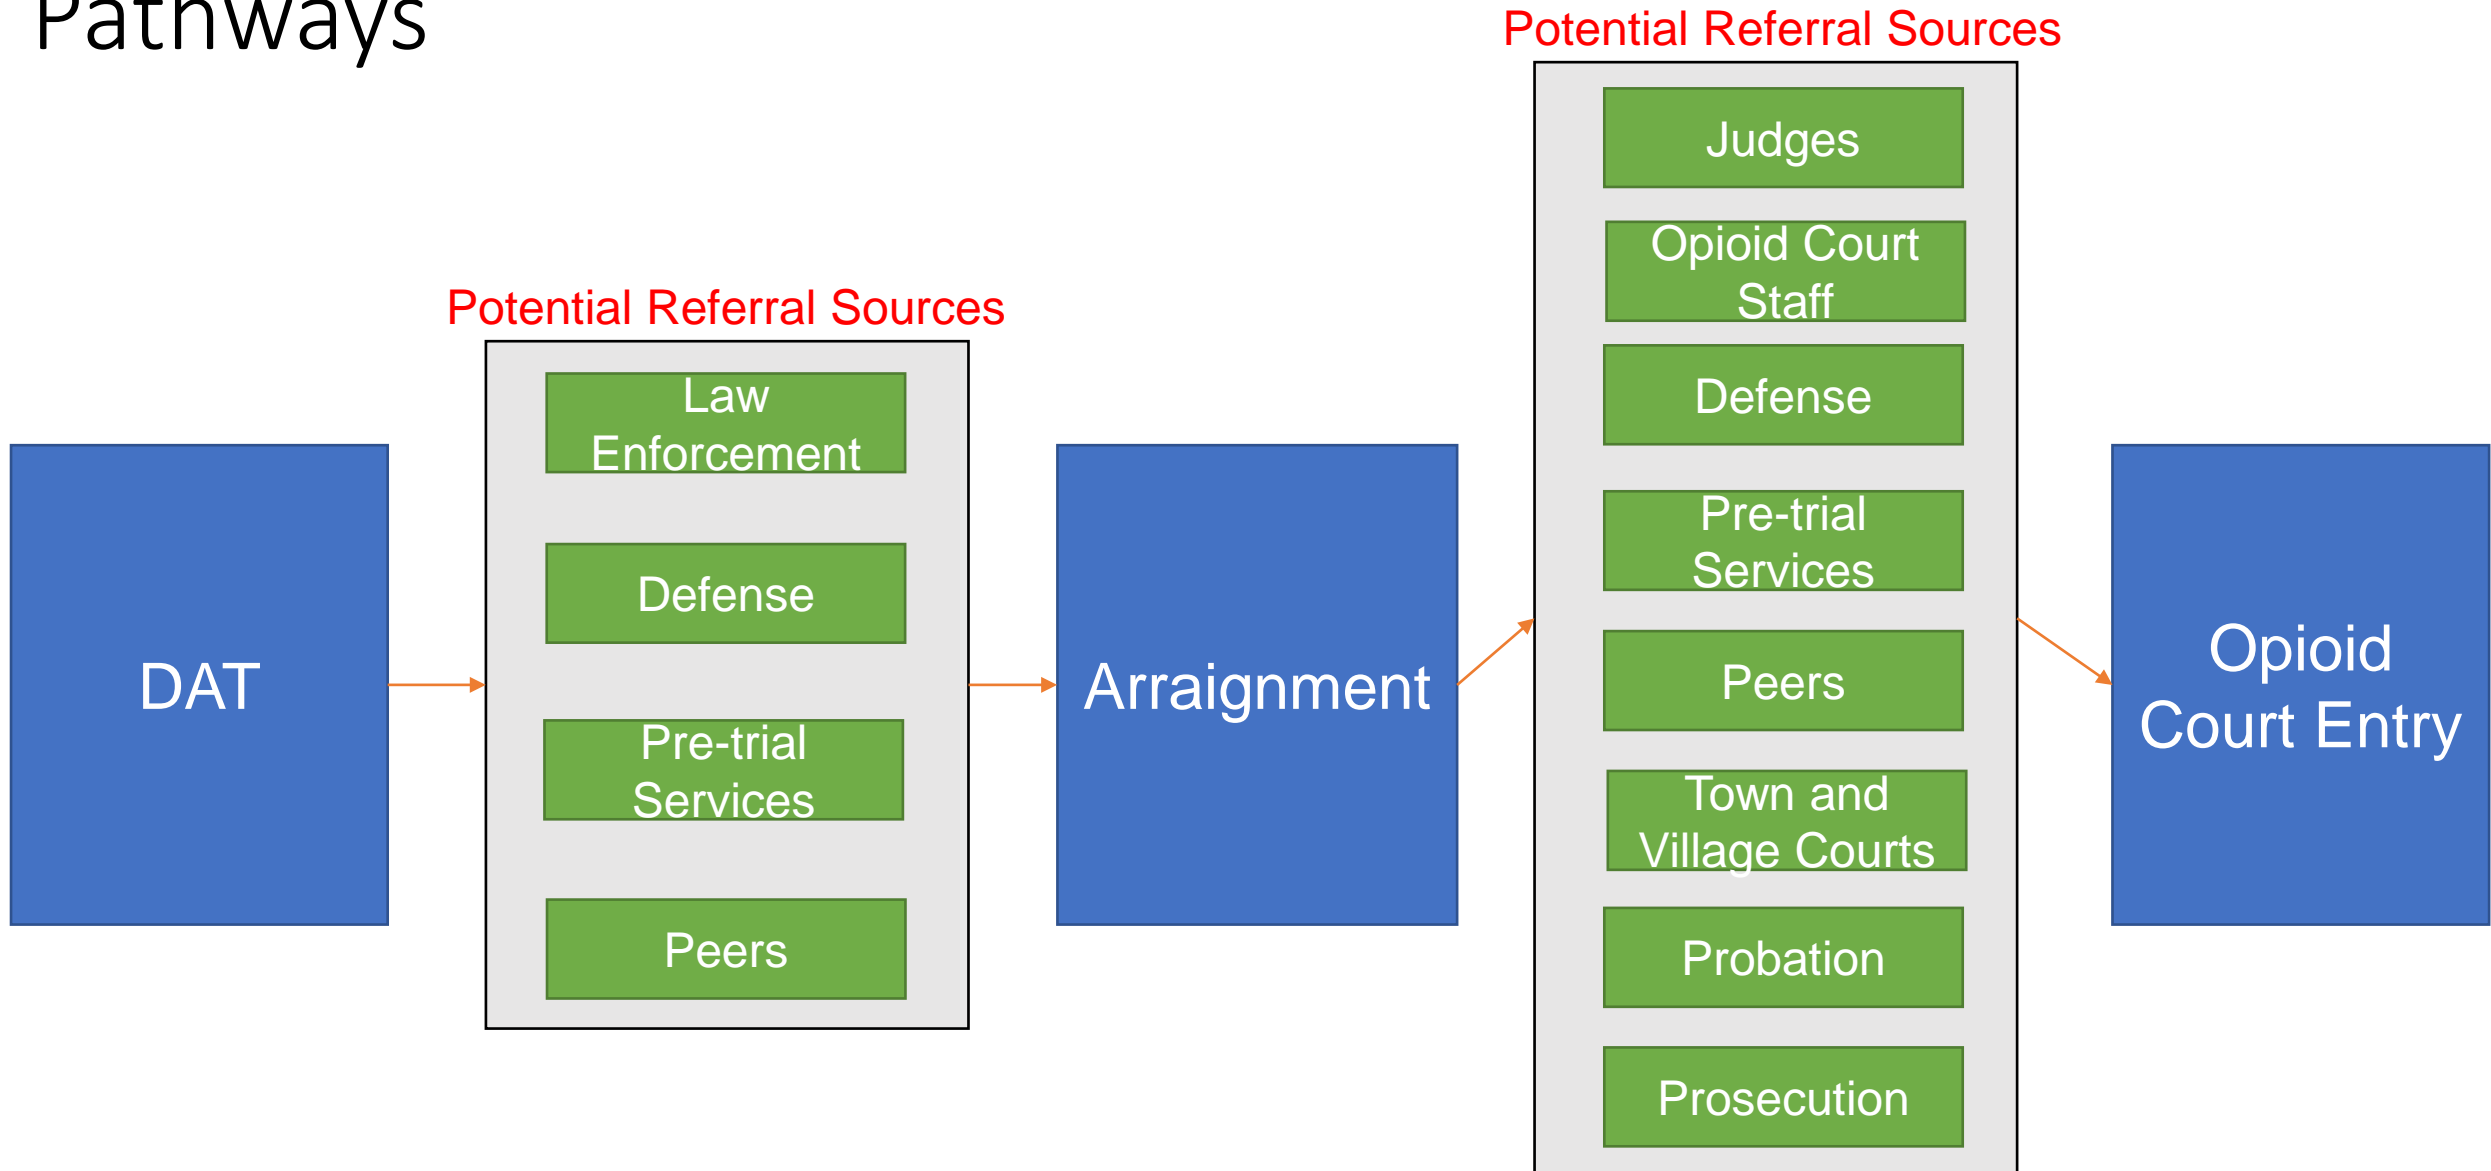 Pathways
Potential Referral Sources
Judges
Opioid Court
Staff
Defense
Pre-trial
Services
Peers
Town and
Village Courts
Probation
Prosecution
Potential Referral Sources
Law
Enforcement
Defense
Pre-trial
Services
Peers
DAT
Arraignment
Opioid
Court Entry